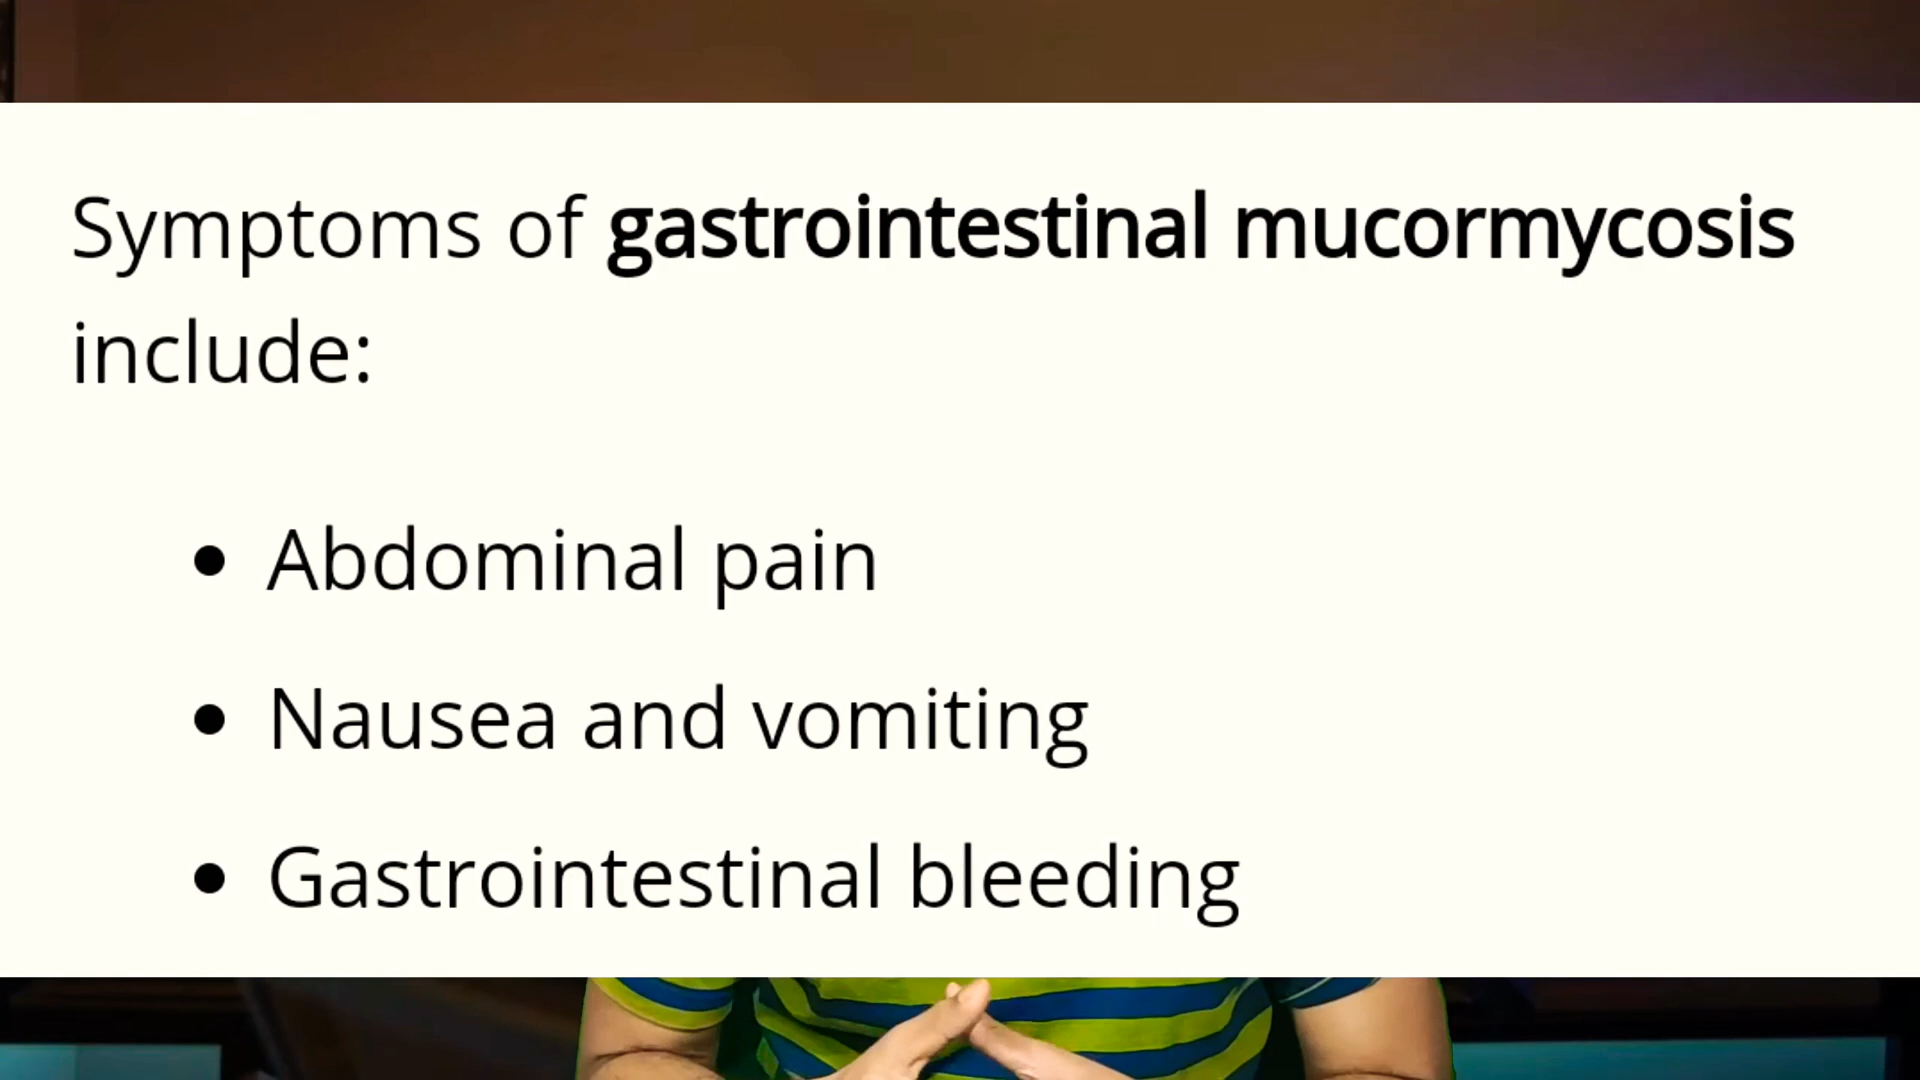 Symptoms of gastrointestinal mucormycosis
include:
• Abdominal pain
• Nausea and vomiting
• Gastrointestinal bleeding